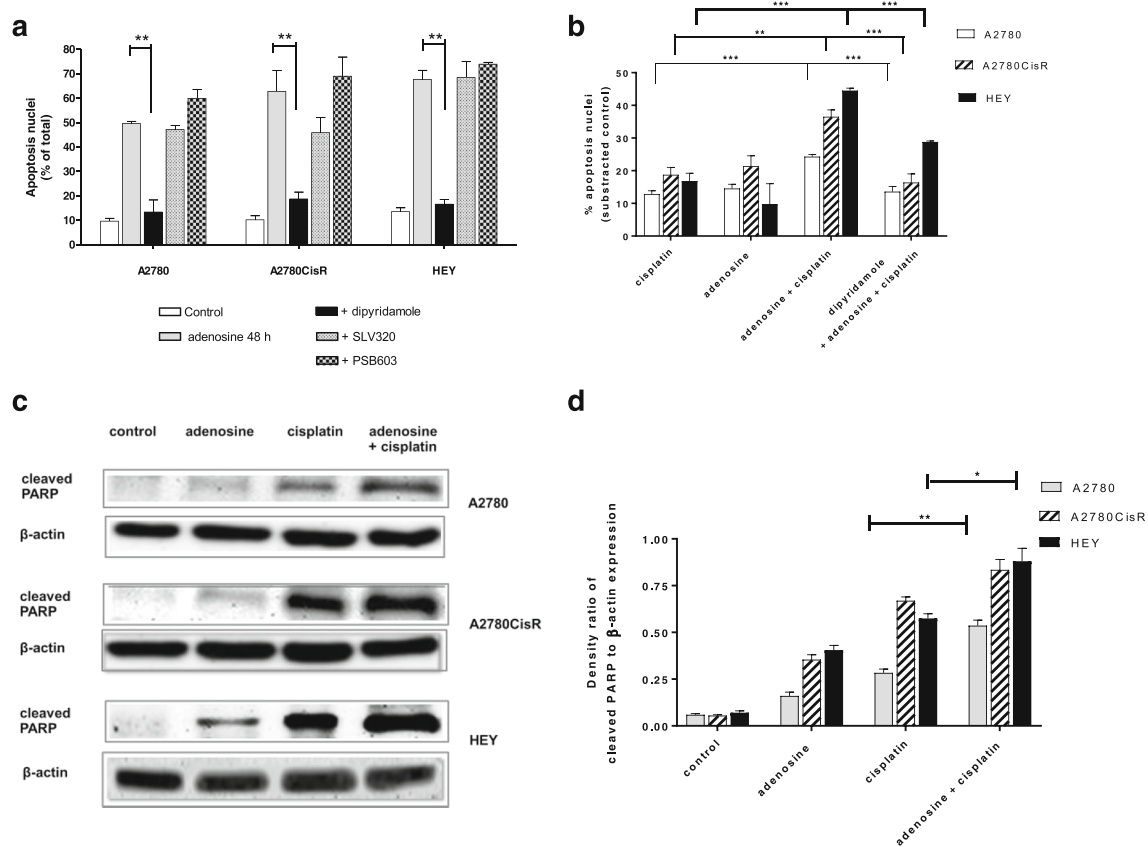 a
**
**
**
80
70
60
50
40
30
20
10
0
Apoptosis nuclei
(% of total)
A2780
A2780CisR
HEY
Control
adenosine 48 h
+ dipyridamole
+ SLV320
+ PSB603
b
***
**
***
***
***
***
A2780
A2780CisR
HEY
50
40
30
20
10
0
% apoptosis nuclei
(substracted control)
cisplatin
adenosine
adenosine + cisplatin
dipyridamole
+ adenosine + cisplatin
c
control
adenosine
cisplatin
adenosine
+ cisplatin
cleaved
PARP
A2780
β-actin
cleaved
PARP
A2780CisR
β-actin
cleaved
PARP
HEY
β-actin
d
*
**
A2780
A2780CisR
HEY
1.00
0.75
0.50
0.25
0.00
Density ratio of
cleaved PARP to β-actin expression
control
adenosine
cisplatin
adenosine + cisplatin